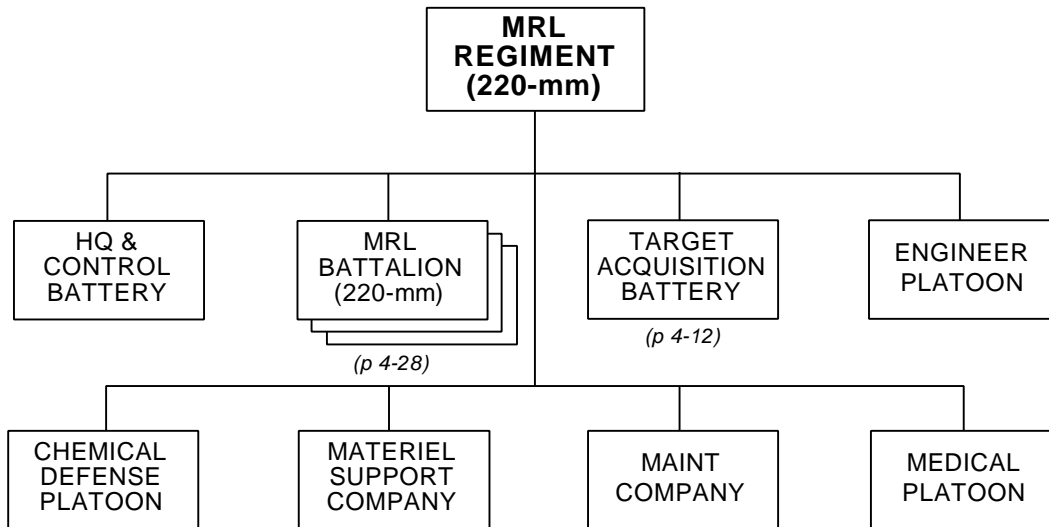 MRL
REGIMENT
(220-mm)
HQ &
CONTROL
BATTERY
MRL
BATTALION
(220-mm)
(p 4-28)
TARGET
ACQUISITION
BATTERY
(p 4-12)
ENGINEER
PLATOON
CHEMICAL
DEFENSE
PLATOON
MATERIEL
SUPPORT
COMPANY
MAINT
COMPANY
MEDICAL
PLATOON